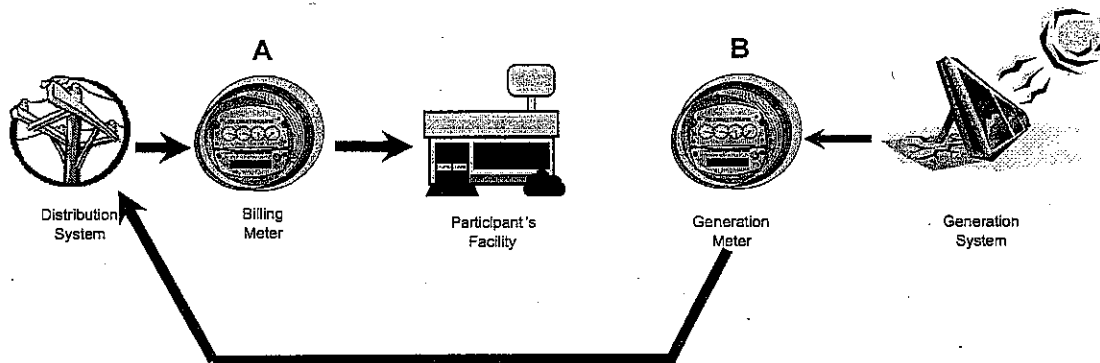 A
B
Distribution
System
Billing
Meter
Participant's
Facility
Generation
Meter
Generation
System